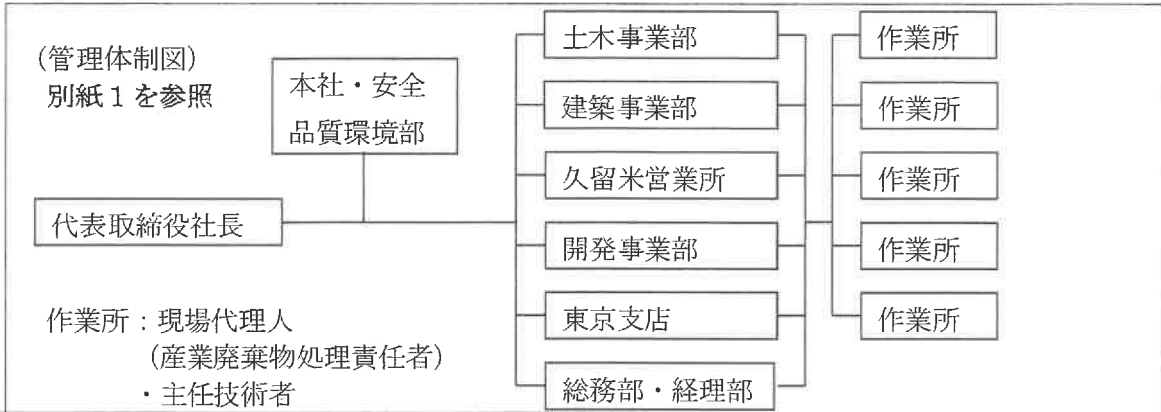 (管理体制図)
別紙1を参照
本社・安全
品質環境部
代表取締役社長
土木事業部
建築事業部
久留米営業所
開発事業部
東京支店
総務部・経理部
作業所
作業所
作業所
作業所
作業所
作業所:現場代理人
(産業廃棄物処理責任者)
・主任技術者